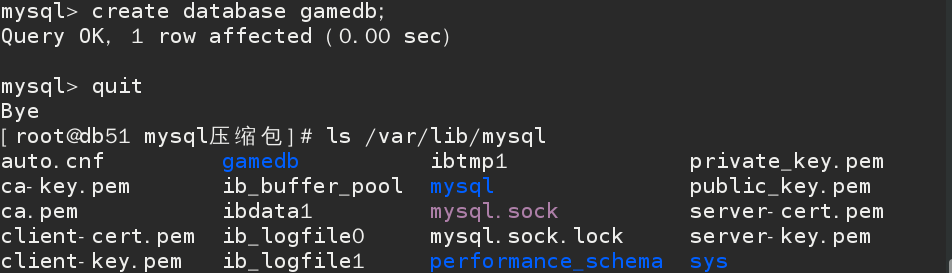 mysql> create database gamedb;
Query OK, 1 row affected (0.00 sec)
mysql> quit
Bye
[root@db51 mysql压缩包]# ls /var/lib/mysql
auto.cnf gamedb ibtmp1 private_key.pem
ca-key.pem ib_buffer_pool mysql public_key.pem
ca.pem ibdata1 mysql.sock server-cert.pem
client-cert.pem ib_logfile0 mysql.sock.lock server-key.pem
client-key.pem ib_logfile1 performance_schema sys